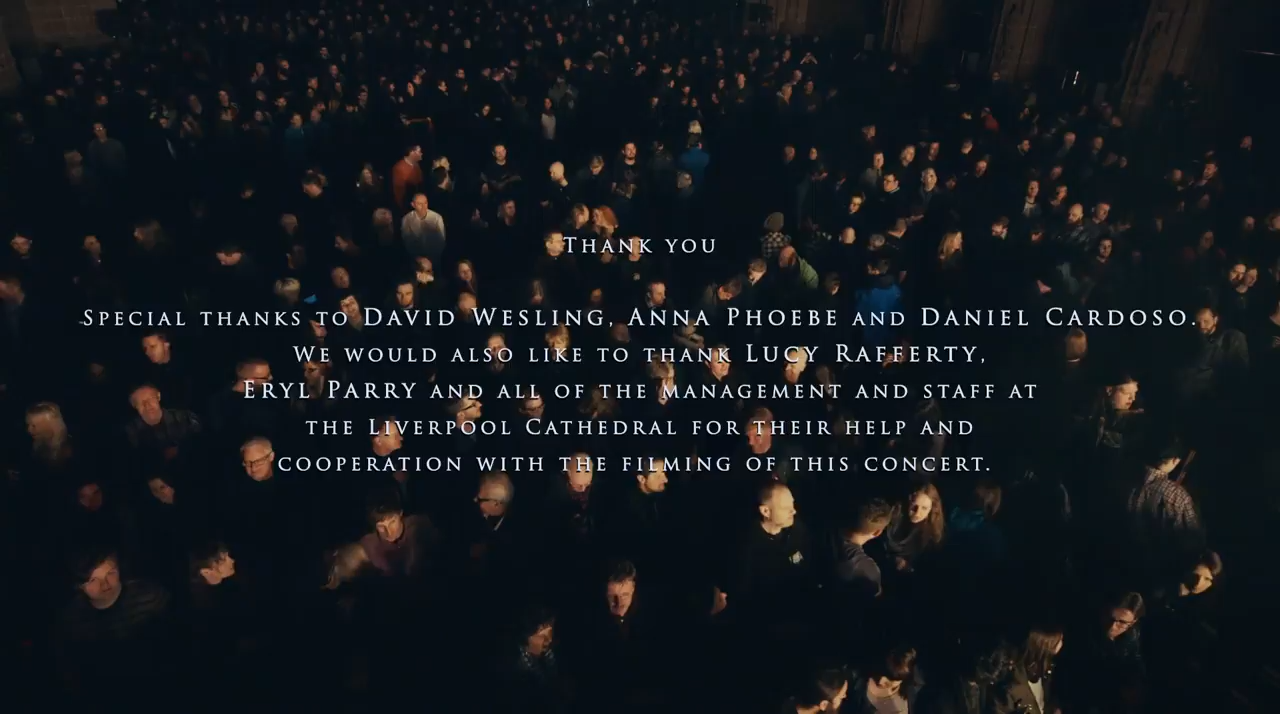 Thank you
Special thanks to David Wesling, Anna Phoebe and Daniel Cardoso.
We would also like to thank Lucy Rafferty,
Eryl Parry and all of the management and staff at
the Liverpool Cathedral for their help and
cooperation with the filming of this concert.